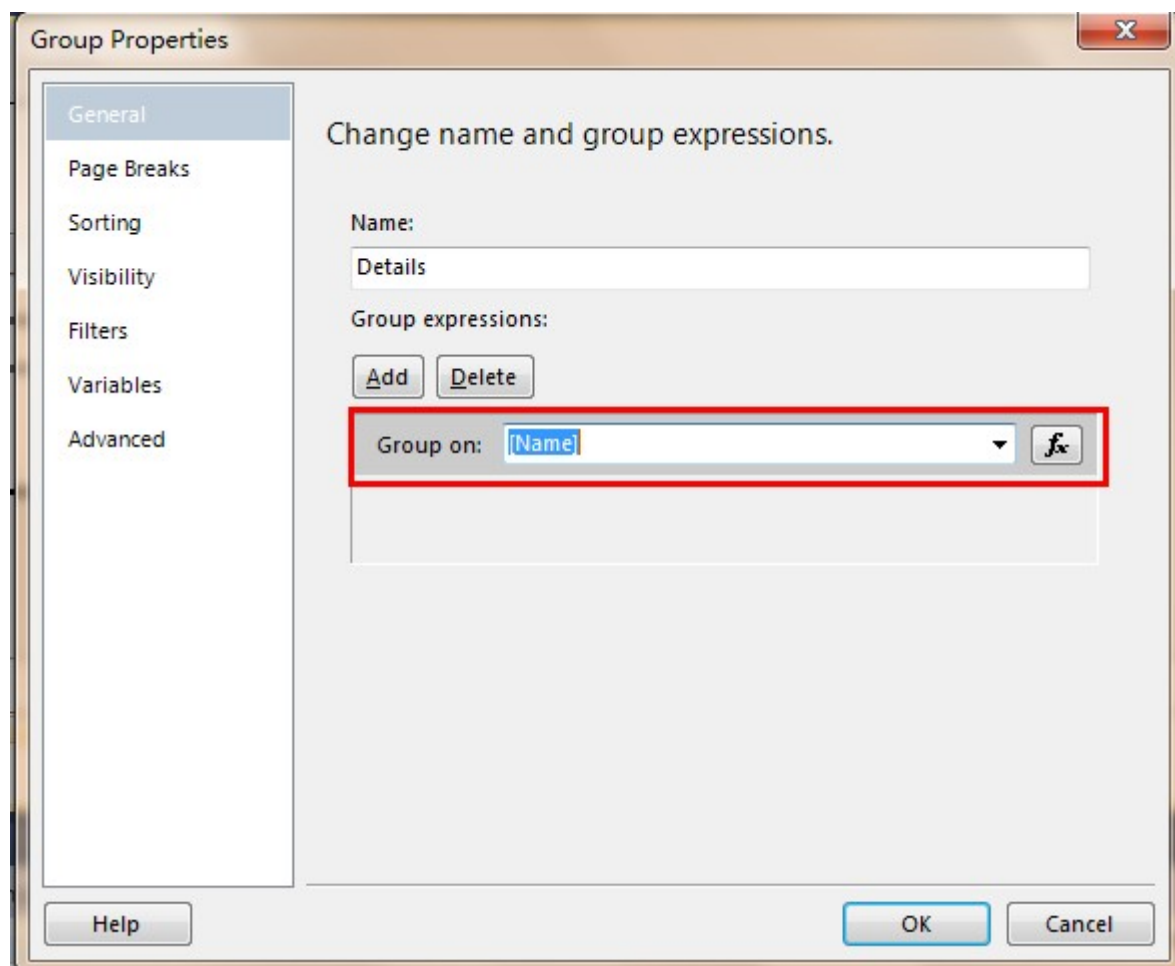 Group Properties
X
General
Page Breaks
Sorting
Visibility
Filters
Variables
Advanced
Change name and group expressions.
Name:
Details
Group expressions:
Add Delete
Group on: [Name] fx
Help OK Cancel